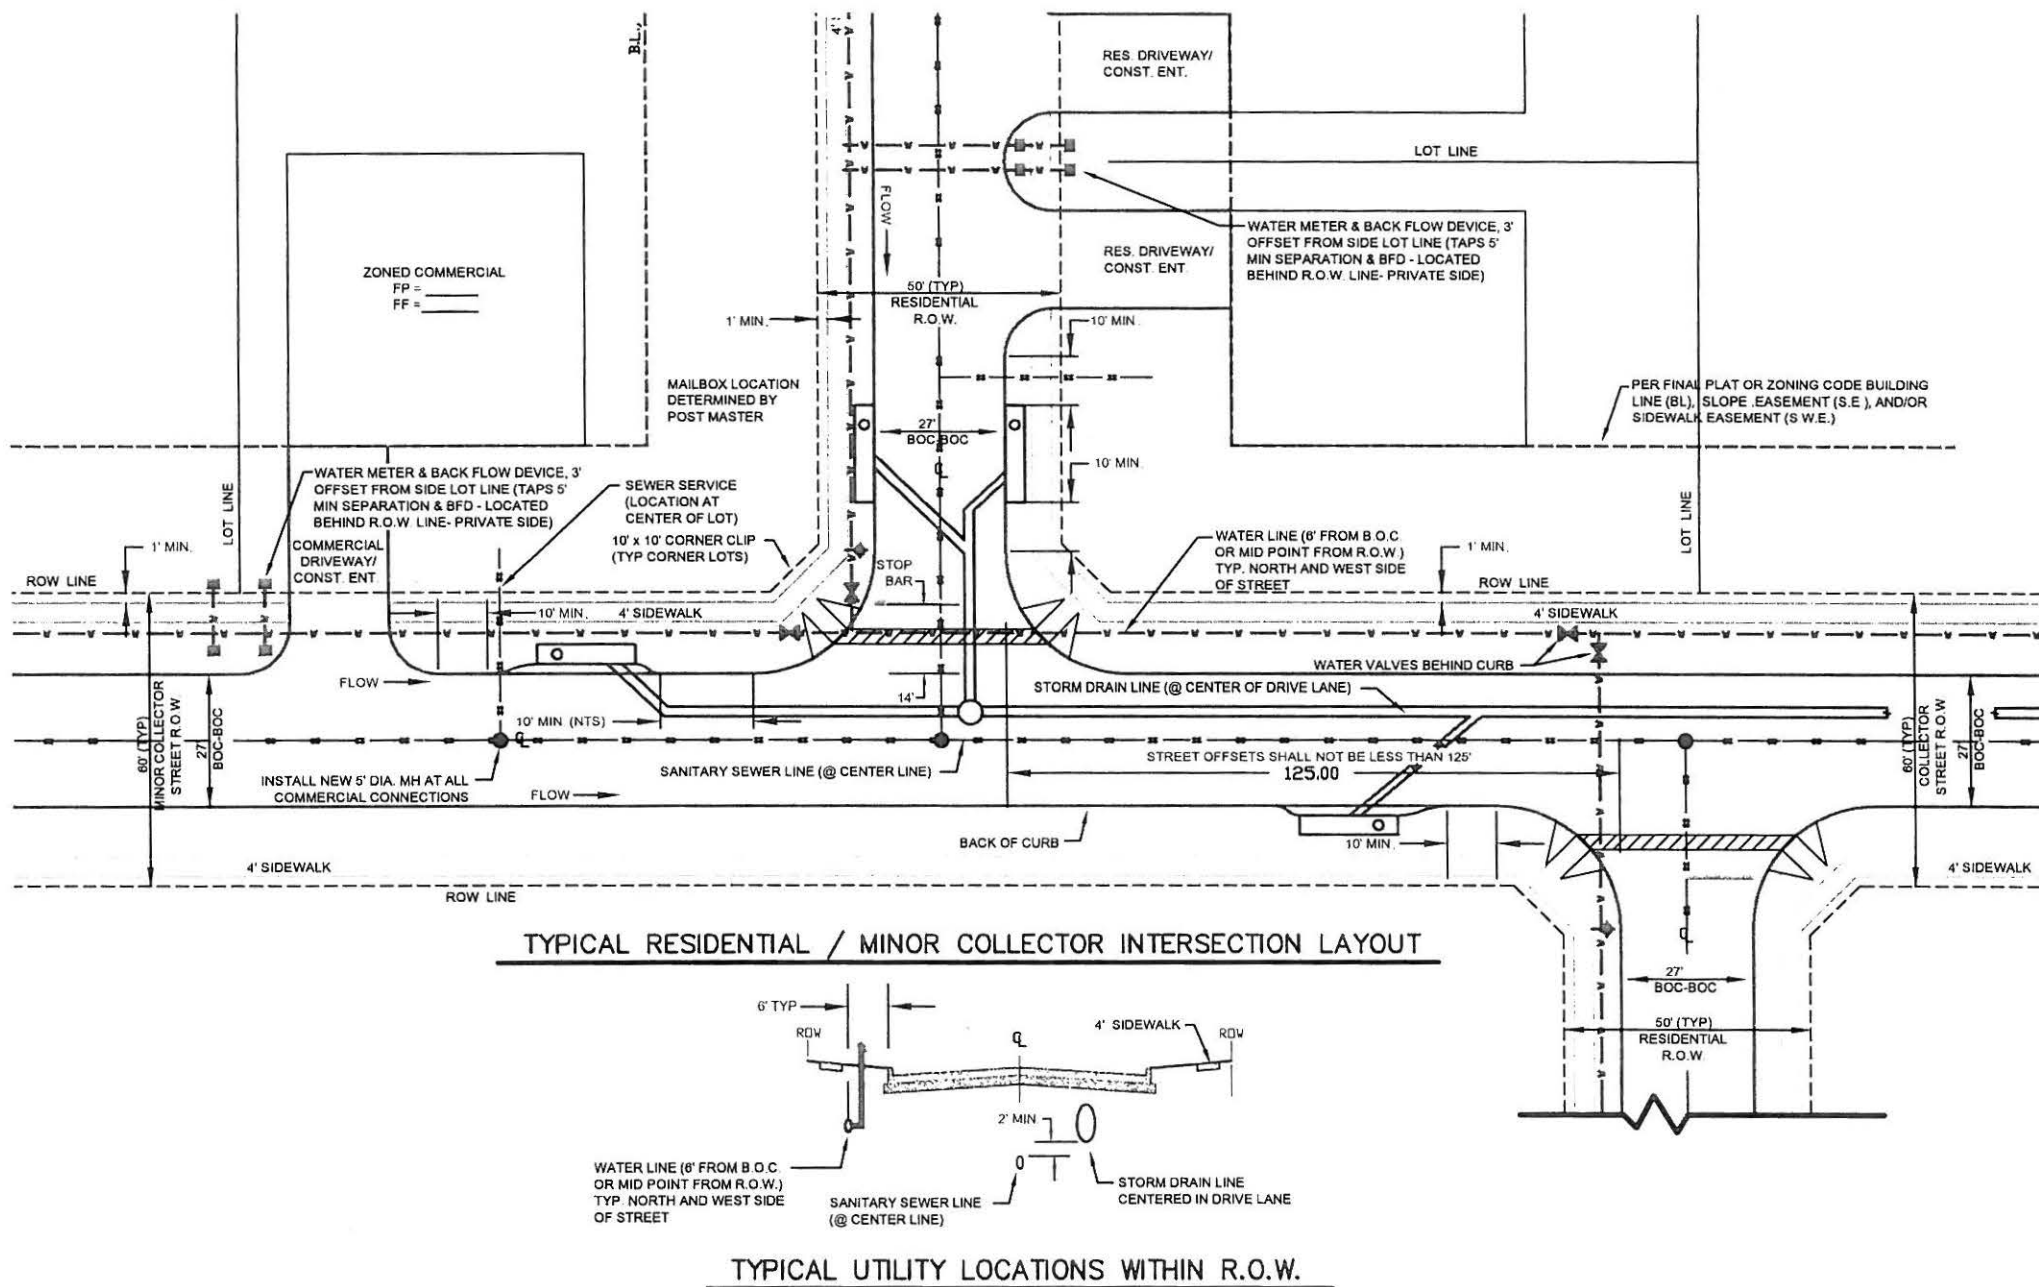 B.L.
4'
RES. DRIVEWAY/
CONST. ENT.
LOT LINE
FLOW
WATER METER & BACK FLOW DEVICE, 3'
OFFSET FROM SIDE LOT LINE (TAPS 5'
MIN SEPARATION & BFD - LOCATED
BEHIND R.O.W. LINE- PRIVATE SIDE)
RES. DRIVEWAY/
CONST. ENT.
ZONED COMMERCIAL
FP =
FF =
50' (TYP)
RESIDENTIAL
R.O.W.
1' MIN.
10' MIN.
MAILBOX LOCATION
DETERMINED BY
POST MASTER
PER FINAL PLAT OR ZONING CODE BUILDING
LINE (BL), SLOPE .EASEMENT (S.E ), AND/OR
SIDEWALK EASEMENT (S W.E.)
27'
BOC-BOC
CL
10' MIN.
WATER METER & BACK FLOW DEVICE, 3'
OFFSET FROM SIDE LOT LINE (TAPS 5'
MIN SEPARATION & BFD - LOCATED
BEHIND R.O.W. LINE- PRIVATE SIDE)
SEWER SERVICE
(LOCATION AT
CENTER OF LOT)
10' x 10' CORNER CLIP
(TYP CORNER LOTS)
LOT LINE
LOT LINE
1' MIN.
COMMERCIAL
DRIVEWAY/
CONST. ENT.
STOP
BAR
WATER LINE (6' FROM B.O.C.
OR MID POINT FROM R.O.W.)
TYP. NORTH AND WEST SIDE
OF STREET
1' MIN.
ROW LINE
ROW LINE
10' MIN.
4' SIDEWALK
4' SIDEWALK
WATER VALVES BEHIND CURB
FLOW
14'
STORM DRAIN LINE (@ CENTER OF DRIVE LANE)
10' MIN (NTS)
CL
60' (TYP)
MINOR COLLECTOR
STREET R.O.W.
27'
BOC-BOC
60' (TYP)
COLLECTOR
STREET R.O.W
27'
BOC-BOC
INSTALL NEW 5' DIA. MH AT ALL
COMMERCIAL CONNECTIONS
SANITARY SEWER LINE (@ CENTER LINE)
STREET OFFSETS SHALL NOT BE LESS THAN 125'
125.00
FLOW
BACK OF CURB
10' MIN.
4' SIDEWALK
4' SIDEWALK
ROW LINE
CL
TYPICAL RESIDENTIAL / MINOR COLLECTOR INTERSECTION LAYOUT
27'
BOC-BOC
50' (TYP)
RESIDENTIAL
R.O.W.
6' TYP
ROW
CL
4' SIDEWALK
ROW
2' MIN.
WATER LINE (6' FROM B.O.C.
OR MID POINT FROM R.O.W.)
TYP. NORTH AND WEST SIDE
OF STREET
SANITARY SEWER LINE
(@ CENTER LINE)
STORM DRAIN LINE
CENTERED IN DRIVE LANE
TYPICAL UTILITY LOCATIONS WITHIN R.O.W.